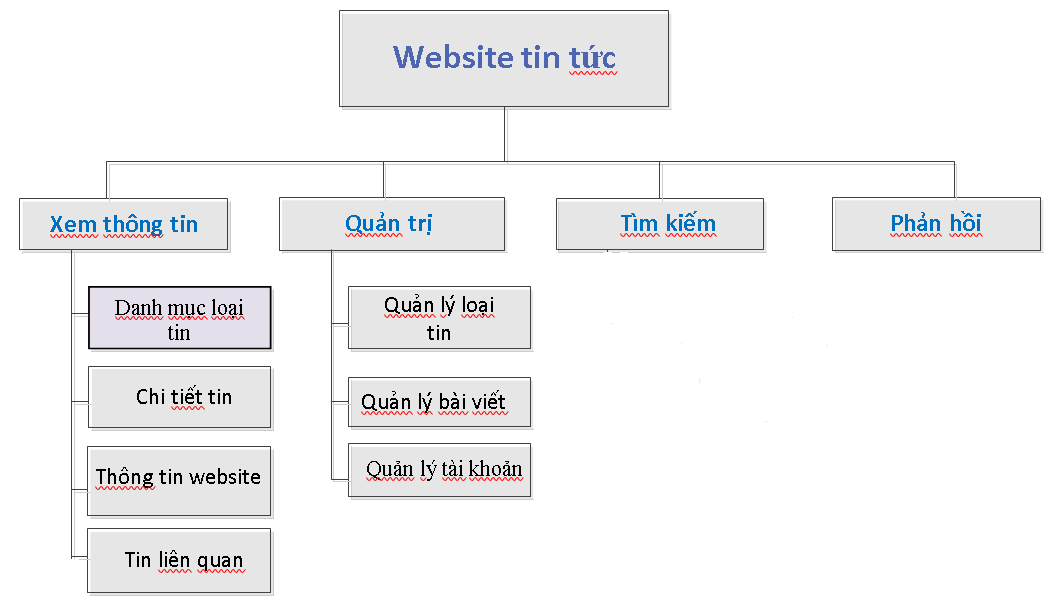 Website tin tức
Xem thông tin
Quản trị
Tìm kiếm
Phản hồi
Danh mục loại
tin
Chi tiết tin
Thông tin website
Tin liên quan
Quản lý loại
tin
Quản lý bài viết
Quản lý tài khoản